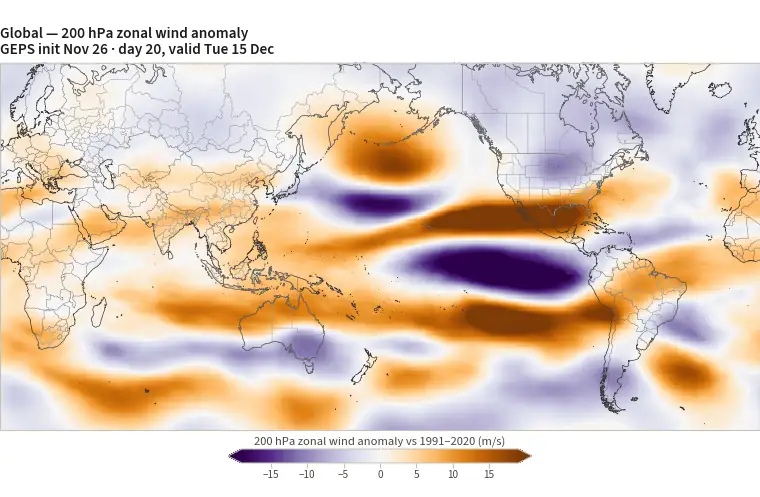 Global — 200 hPa zonal wind anomaly
GEPS init Nov 26 · day 20, valid Tue 15 Dec
200 hPa zonal wind anomaly vs 1991–2020 (m/s)
−15 −10 −5 0 5 10 15